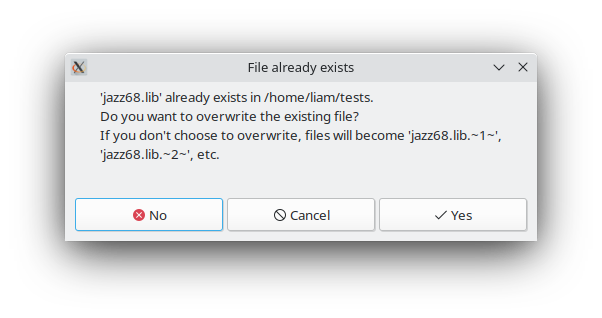 File already exists
'jazz68.lib' already exists in /home/liam/tests.
Do you want to overwrite the existing file?
If you don't choose to overwrite, files will become 'jazz68.lib.~1~',
'jazz68.lib.~2~', etc.
No
Cancel
Yes